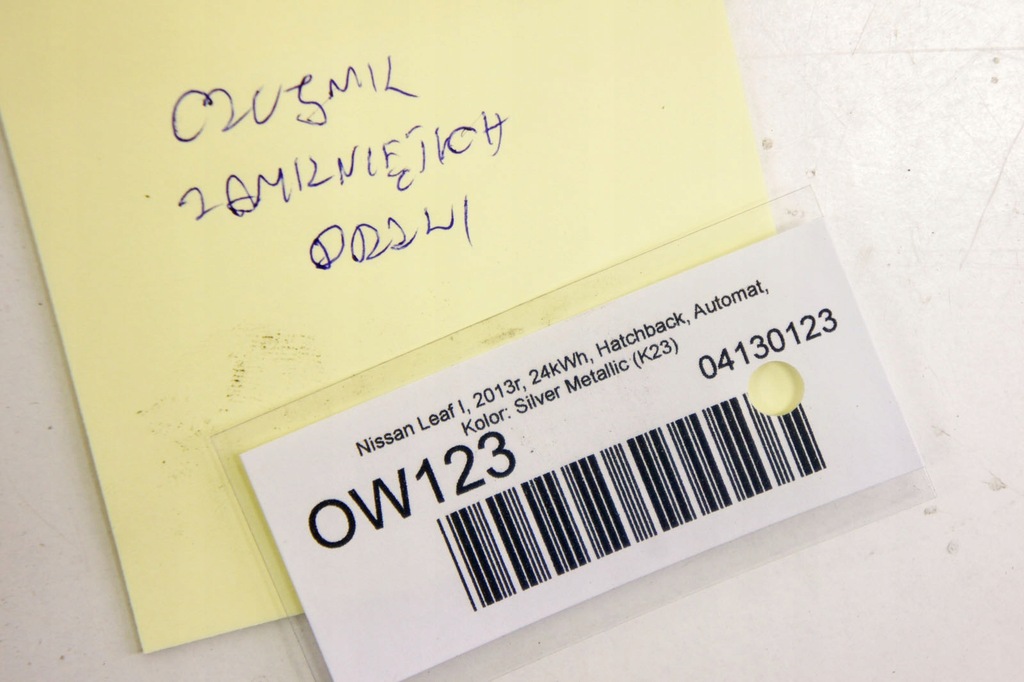 CZUJNIK
ZAMKNIĘTYCH
DRZWI
Nissan Leaf I, 2013r, 24kWh, Hatchback, Automat,
Kolor: Silver Metallic (K23)
04130123
OW123